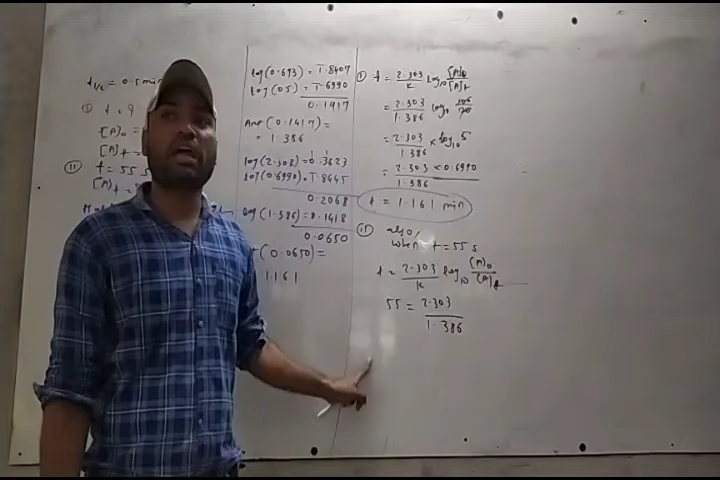 t₁/₂ = 0.5 min
ⓘ t = ?
[A]₀ =
[A]ₜ =
ⓘⓘ t = 55 s
[A]ₜ =
log(0.693) = 1̅.8407
log(0.5) = 1̅.6990
0.1417
Ant(0.1417) =
= 1.386
log(2.303) = 0.3623
log(0.6990) = 1̅.8445
0.2068
log(1.386) = 0.1418
0.0650
t(0.0650) =
1.161
ⓘ t = 2.303/K log₁₀ [A]₀/[A]ₜ
= 2.303/1.386 log₁₀
= 2.303/1.386 × log₁₀ 5
= 2.303 × 0.6990/1.386
t = 1.161 min
ⓘⓘ also,
when t = 55 s
t = 2.303/K log₁₀ [A]₀/[A]ₜ
55 = 2.303/1.386